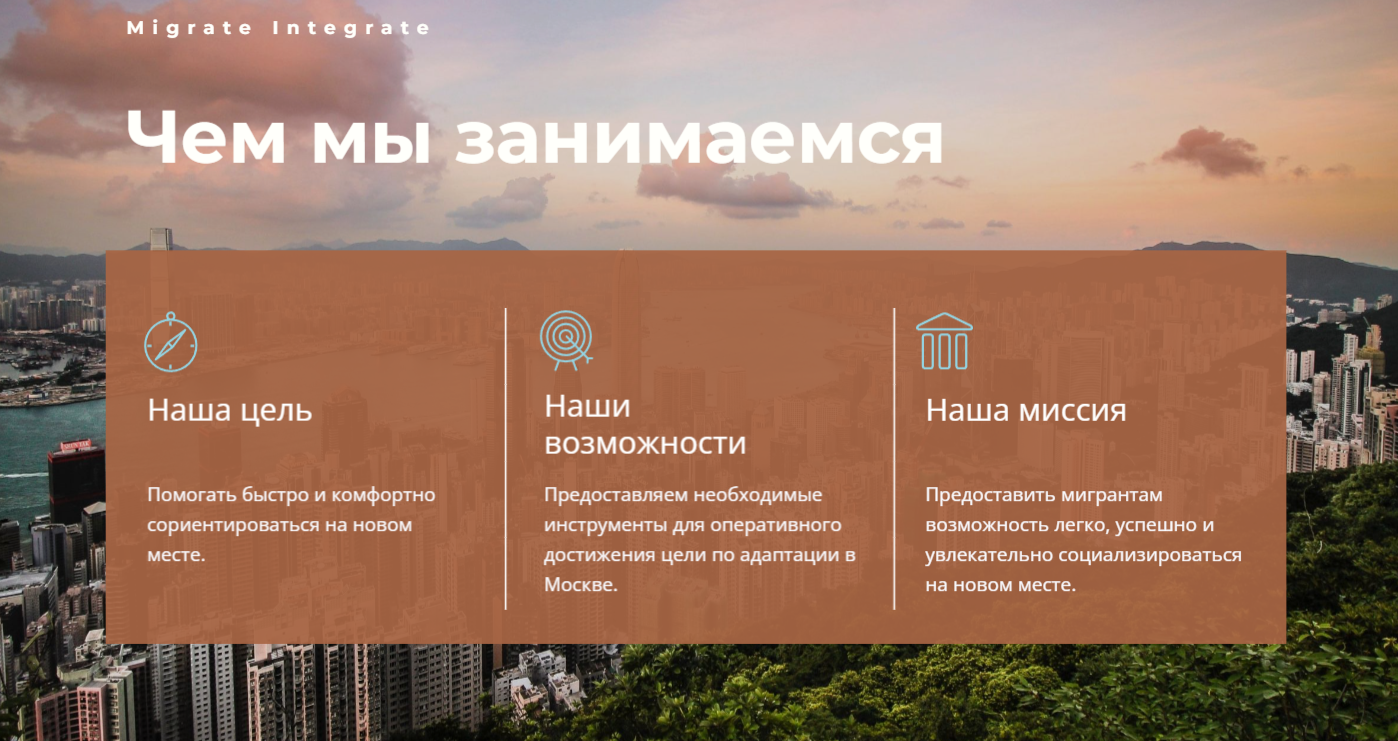 Migrate Integrate
Чем мы занимаемся
Наша цель
Помогать быстро и комфортно
сориентироваться на новом
месте.
Наши
возможности
Предоставляем необходимые
инструменты для оперативного
достижения цели по адаптации в
Москве.
Наша миссия
Предоставить мигрантам
возможность легко, успешно и
увлекательно социализироваться
на новом месте.